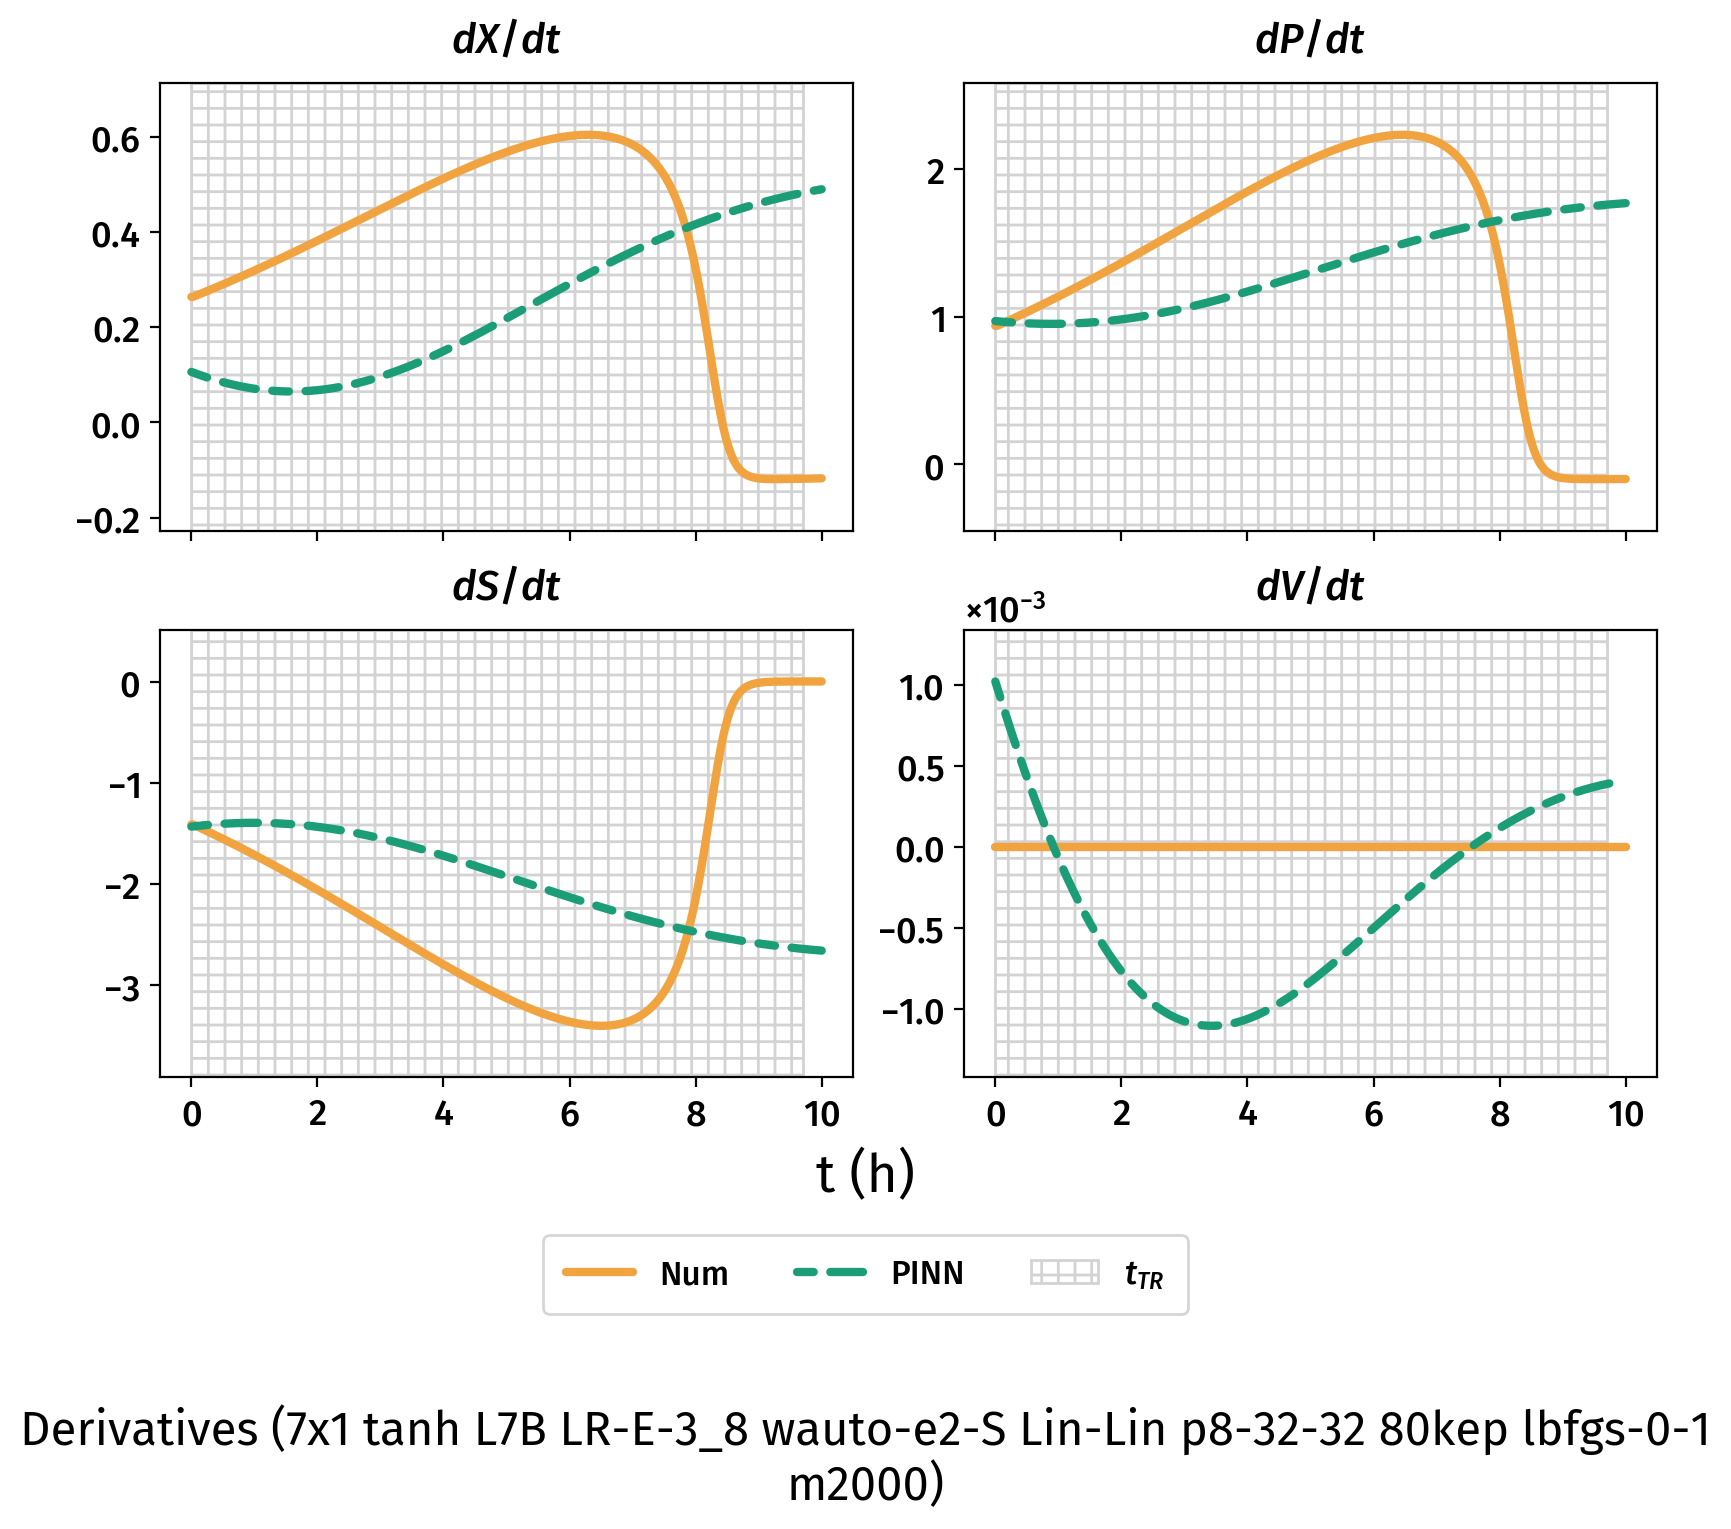 dX/dt
dP/dt
0.6
0.4
0.2
0.0
−0.2
2
1
0
dS/dt
dV/dt
×10⁻³
0
−1
−2
−3
1.0
0.5
0.0
−0.5
−1.0
0 2 4 6 8 10
0 2 4 6 8 10
t (h)
Num PINN t_TR
Derivatives (7x1 tanh L7B LR-E-3_8 wauto-e2-S Lin-Lin p8-32-32 80kep lbfgs-0-1
m2000)